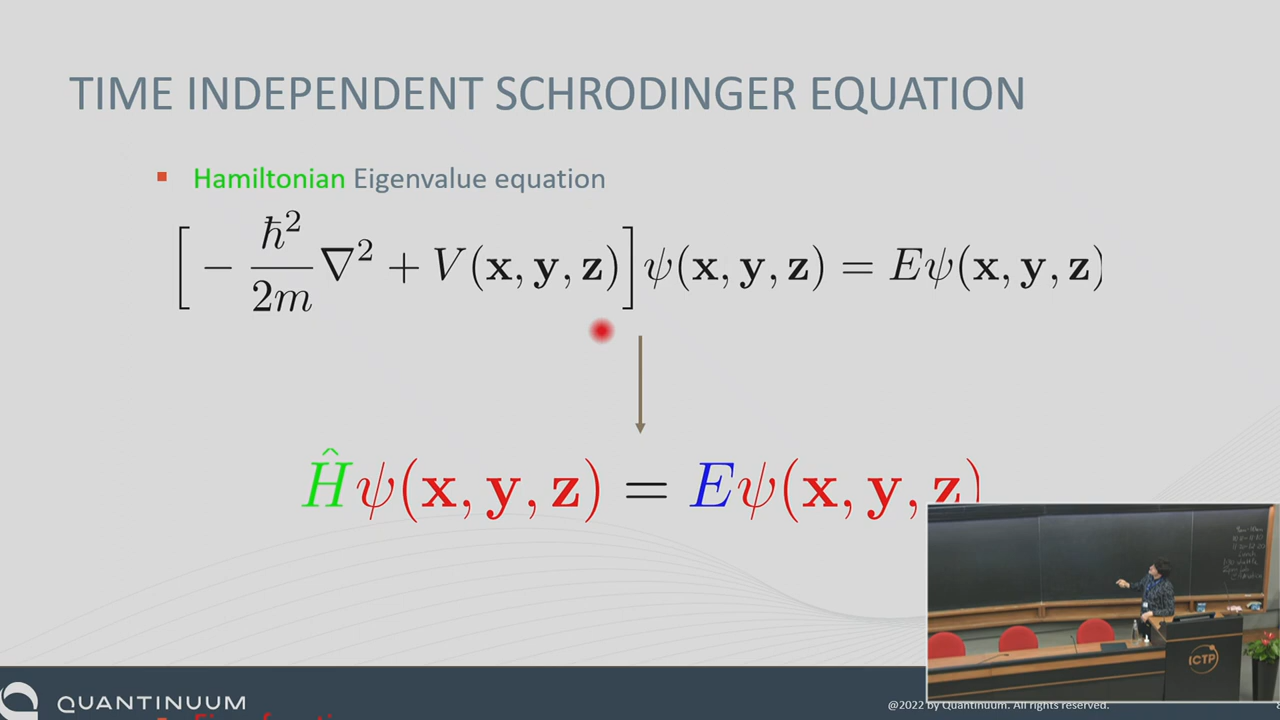 TIME INDEPENDENT SCHRODINGER EQUATION
Hamiltonian Eigenvalue equation
[ - ħ²/2m ∇² + V(x, y, z) ] ψ(x, y, z) = Eψ(x, y, z)
Ĥψ(x, y, z) = Eψ(x, y, z)
ICTP
QUANTINUUM
@2022 by Quantinuum. All rights reserved.